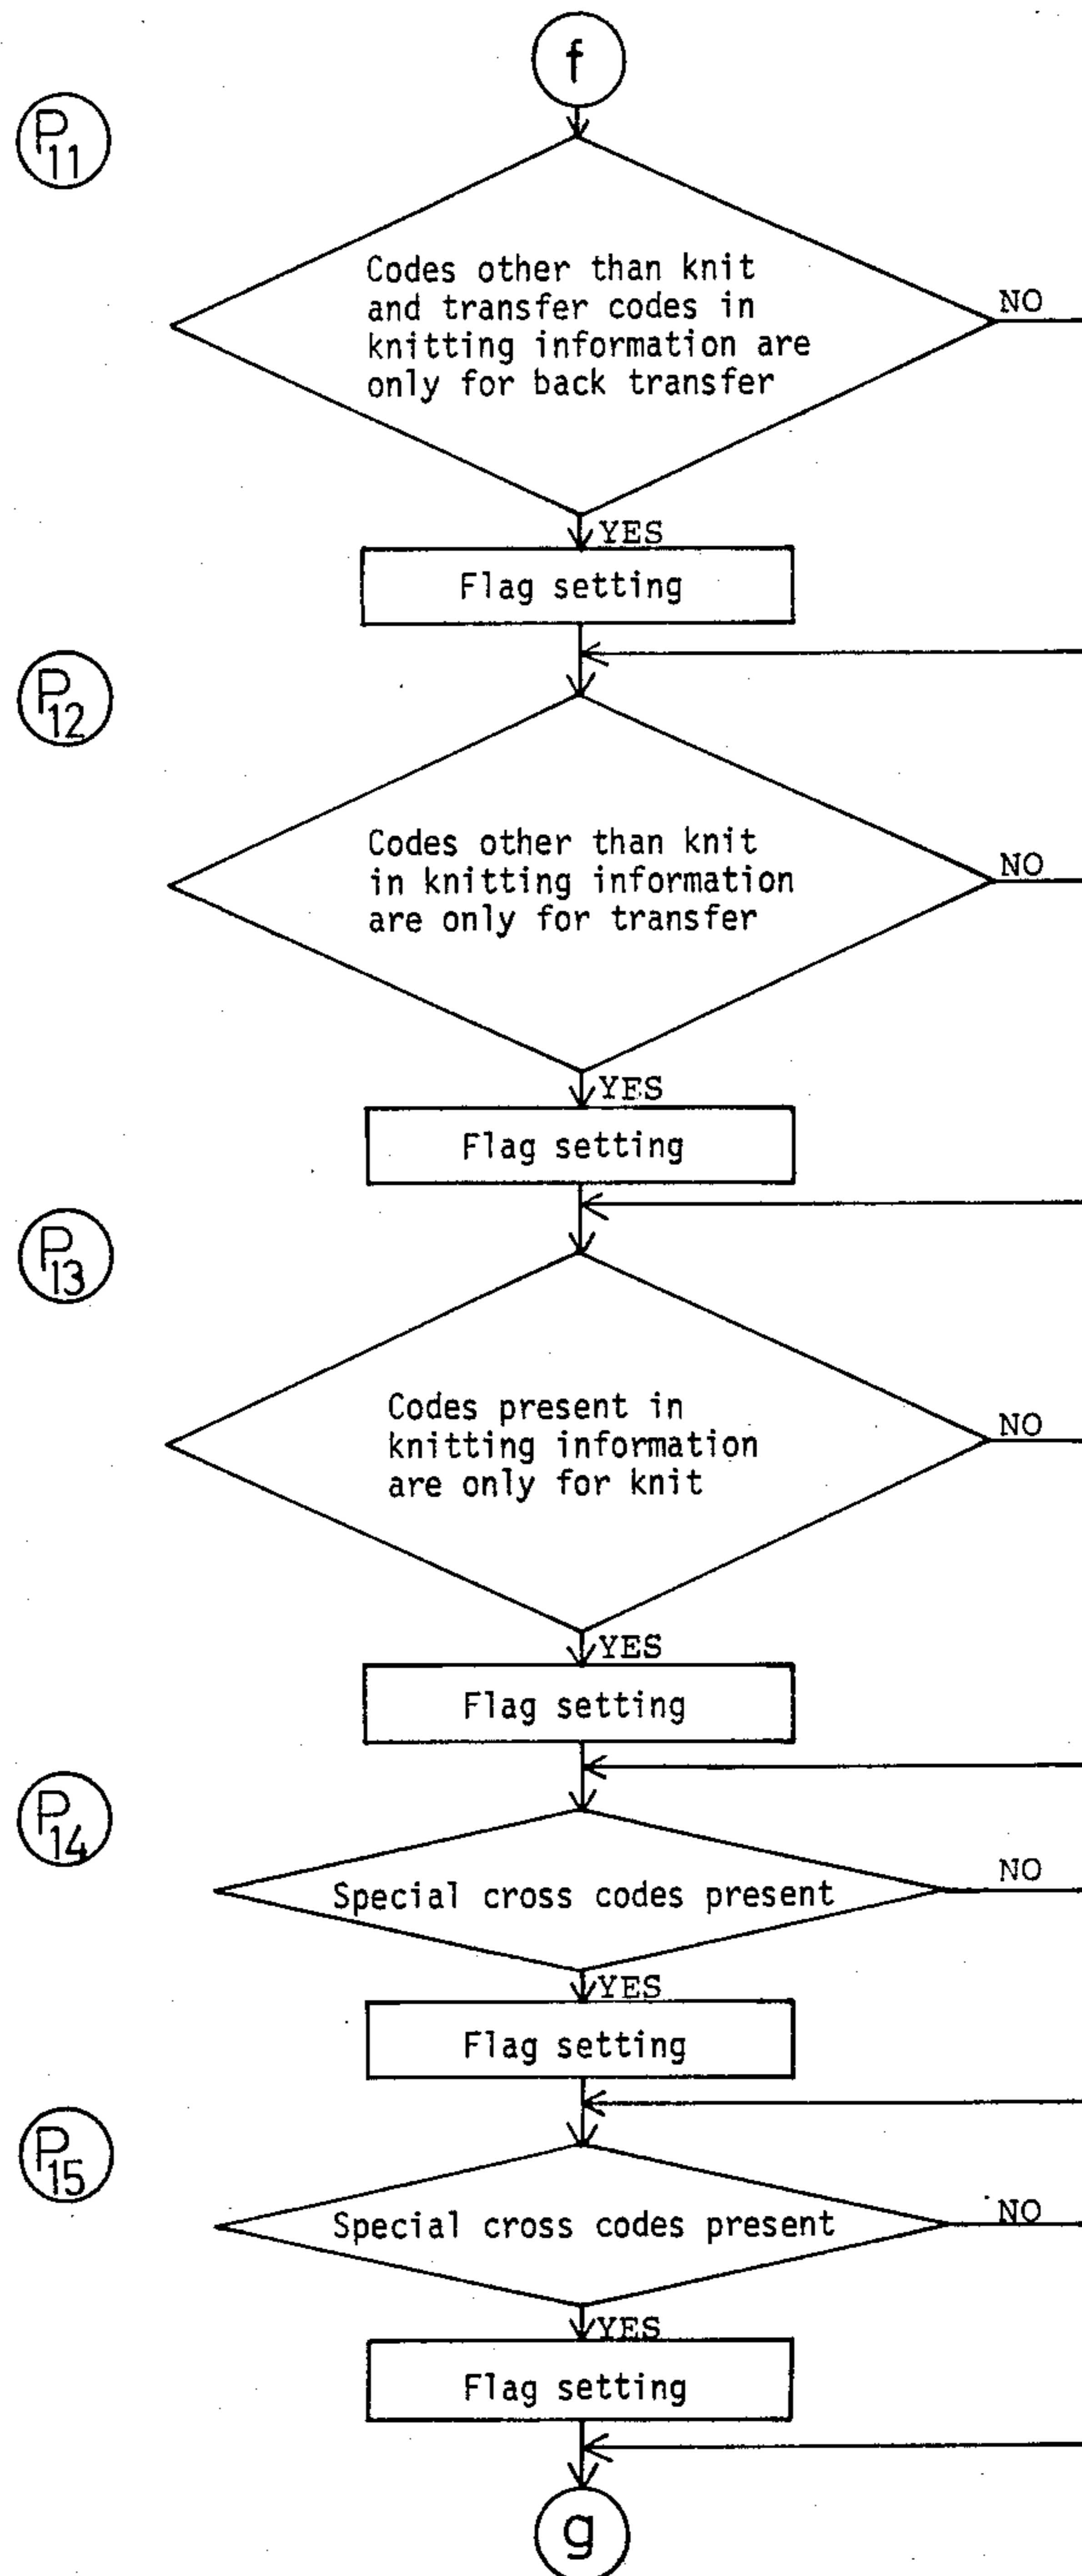 f
P11
Codes other than knit
and transfer codes in
knitting information are
only for back transfer
NO
YES
Flag setting
P12
Codes other than knit
in knitting information
are only for transfer
NO
YES
Flag setting
P13
Codes present in
knitting information
are only for knit
NO
YES
Flag setting
P14
Special cross codes present
NO
YES
Flag setting
P15
Special cross codes present
NO
YES
Flag setting
g